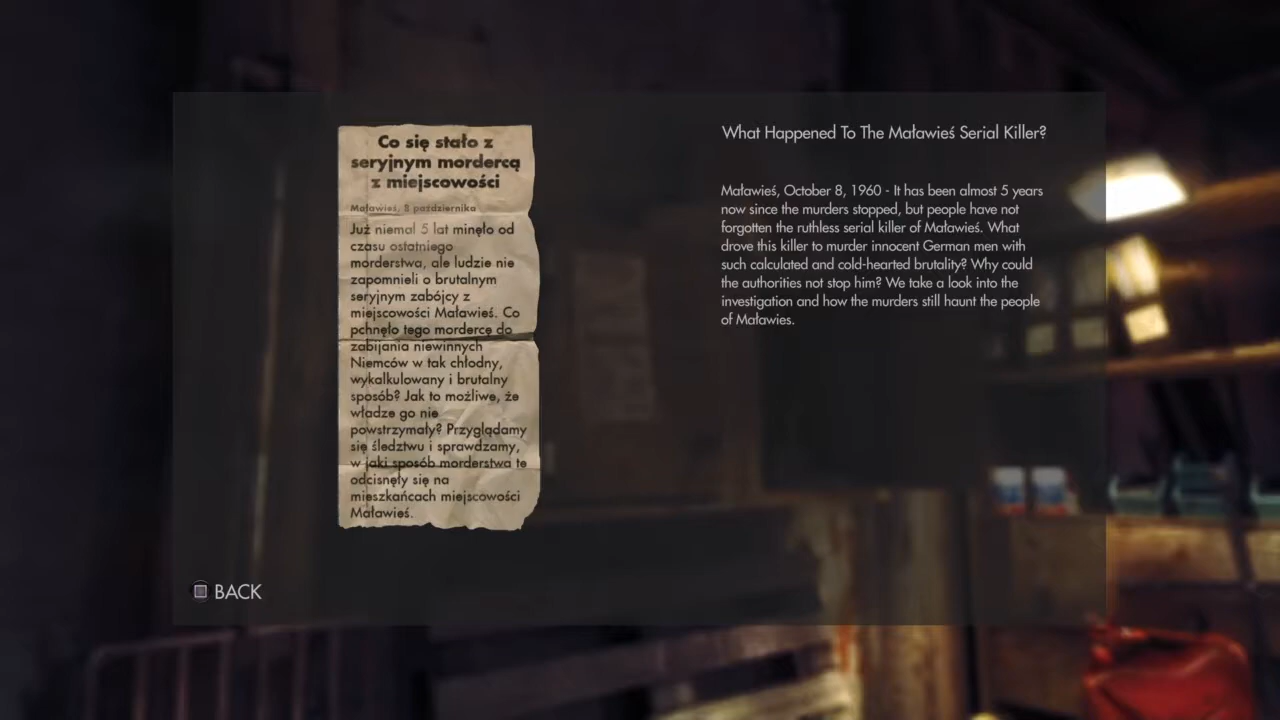 Co się stało z
seryjnym mordercą
z miejscowości
Maławieś, 8 października
Już niemal 5 lat minęło od
czasu ostatniego
morderstwa, ale ludzie nie
zapomnieli o brutalnym
seryjnym zabójcy z
miejscowości Maławieś. Co
pchnęło tego mordercę do
zabijania niewinnych
Niemców w tak chłodny,
wykalkulowany i brutalny
sposób? Jak to możliwe, że
władze go nie
powstrzymały? Przyglądamy
się śledztwu i sprawdzamy,
w jaki sposób morderstwa te
odcisnęły się na
mieszkańcach miejscowości
Maławieś.
What Happened To The Maławieś Serial Killer?
Maławieś, October 8, 1960 - It has been almost 5 years
now since the murders stopped, but people have not
forgotten the ruthless serial killer of Maławieś. What
drove this killer to murder innocent German men with
such calculated and cold-hearted brutality? Why could
the authorities not stop him? We take a look into the
investigation and how the murders still haunt the people
of Maławies.
BACK